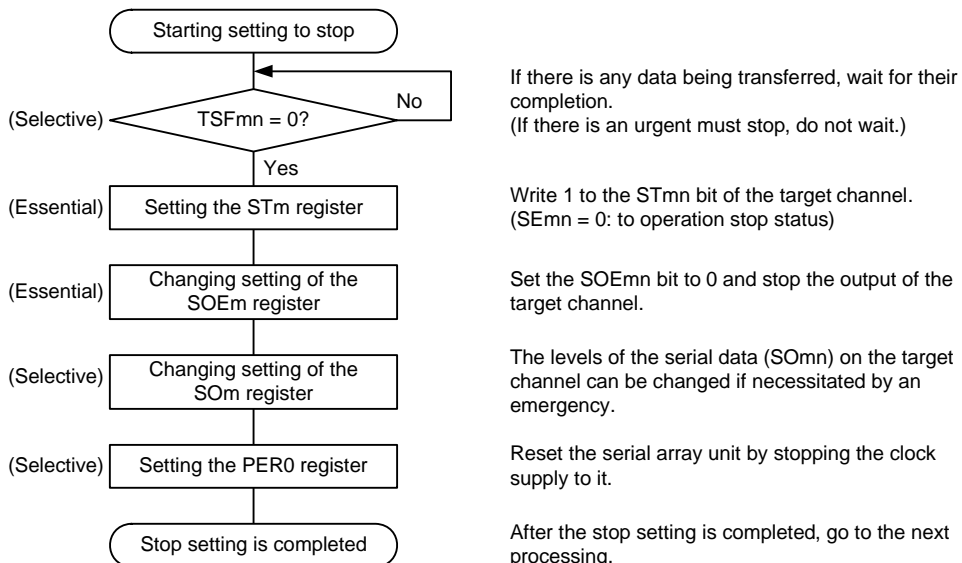 Starting setting to stop
If there is any data being transferred, wait for their
completion.
(If there is an urgent must stop, do not wait.)
(Selective)
TSFmn = 0?
No
Yes
(Essential)
Setting the STm register
Write 1 to the STmn bit of the target channel.
(SEmn = 0: to operation stop status)
(Essential)
Changing setting of the
SOEm register
Set the SOEmn bit to 0 and stop the output of the
target channel.
(Selective)
Changing setting of the
SOm register
The levels of the serial data (SOmn) on the target
channel can be changed if necessitated by an
emergency.
(Selective)
Setting the PER0 register
Reset the serial array unit by stopping the clock
supply to it.
Stop setting is completed
After the stop setting is completed, go to the next
processing.